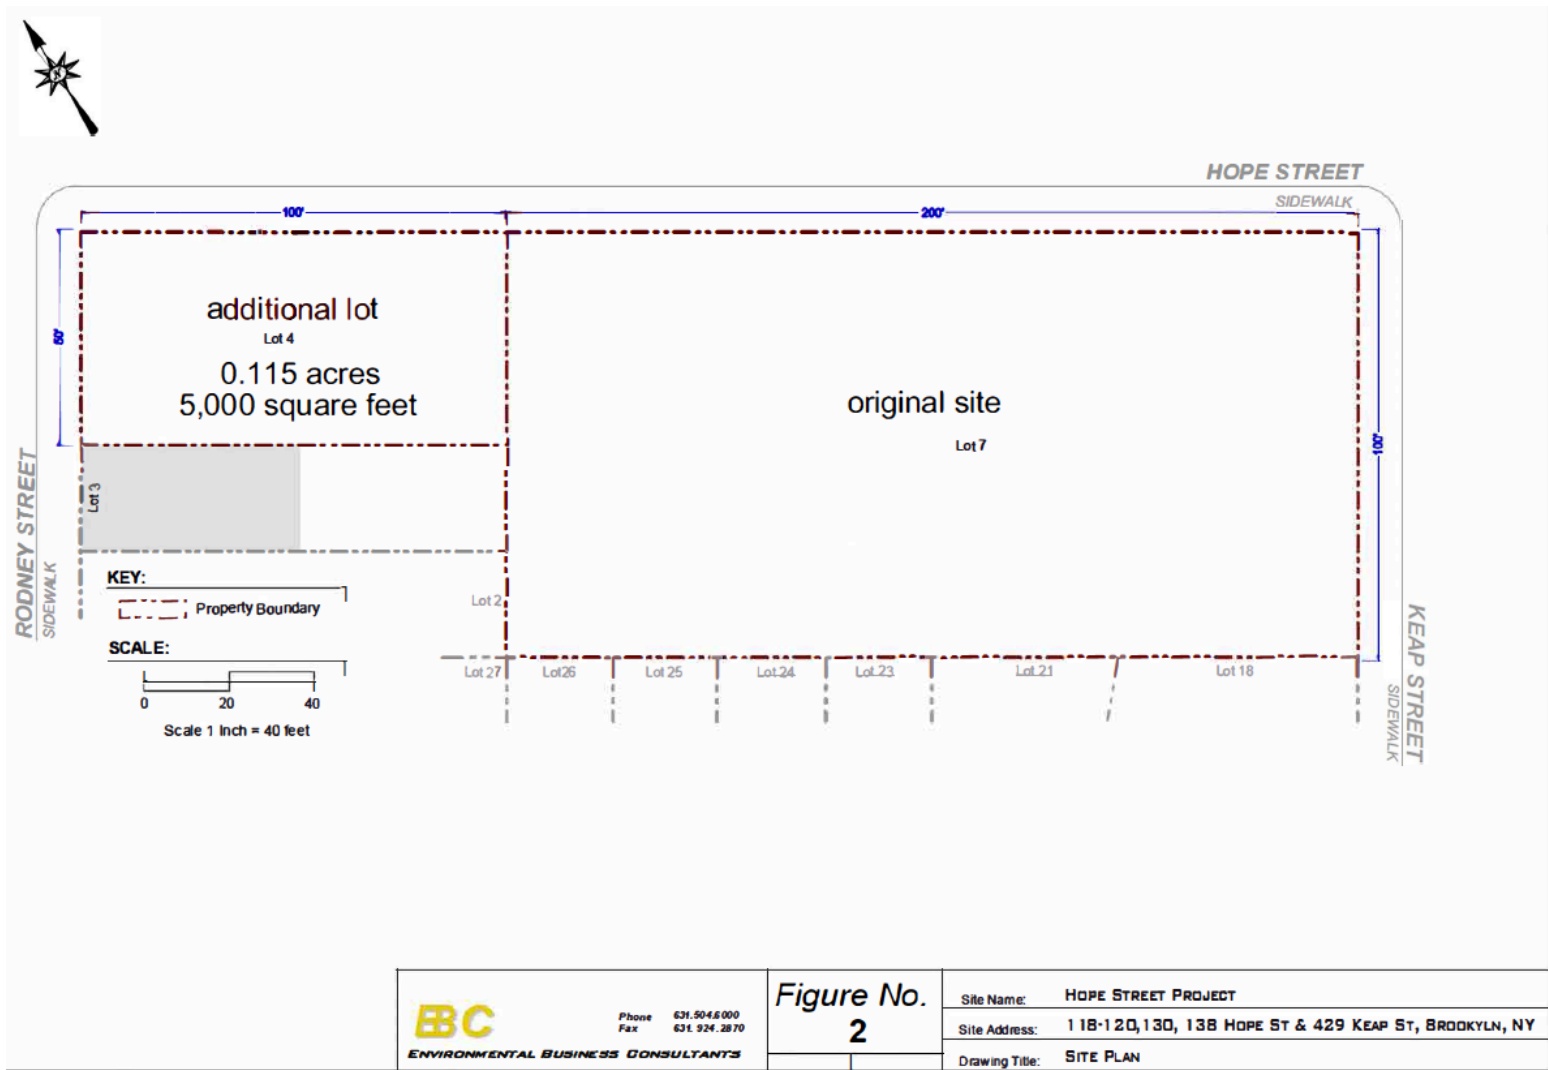 N
HOPE STREET
SIDEWALK
100'
200'
additional lot
Lot 4
0.115 acres
5,000 square feet
50'
original site
Lot 7
100'
RODNEY STREET
SIDEWALK
Lot 3
KEY:
Property Boundary
SCALE:
0 20 40
Scale 1 Inch = 40 feet
Lot 2
Lot 27 Lot26 Lot 25 Lot 24 Lot 23 Lot 21 Lot 18
KEAP STREET
SIDEWALK
EBC
Phone 631.504.6000
Fax 631.924.2870
ENVIRONMENTAL BUSINESS CONSULTANTS
Figure No.
2
Site Name: HOPE STREET PROJECT
Site Address: 118-120,130, 138 HOPE ST & 429 KEAP ST, BROOKYLN, NY
Drawing Title: SITE PLAN